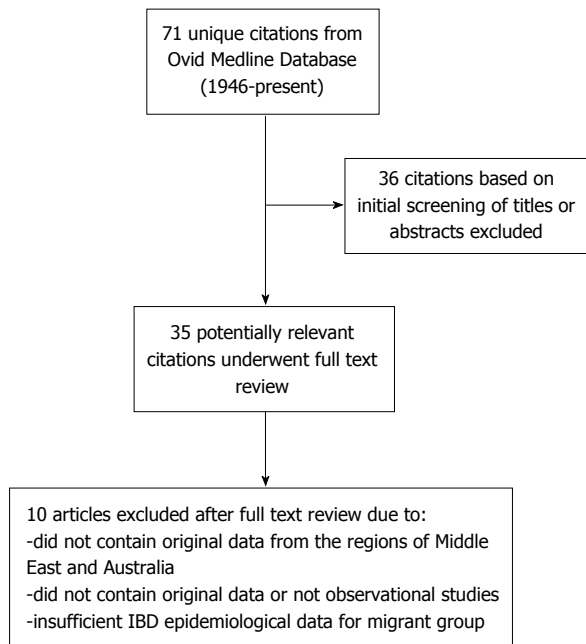 71 unique citations from
Ovid Medline Database
(1946-present)
36 citations based on
initial screening of titles or
abstracts excluded
35 potentially relevant
citations underwent full text
review
10 articles excluded after full text review due to:
-did not contain original data from the regions of Middle
East and Australia
-did not contain original data or not observational studies
-insufficient IBD epidemiological data for migrant group